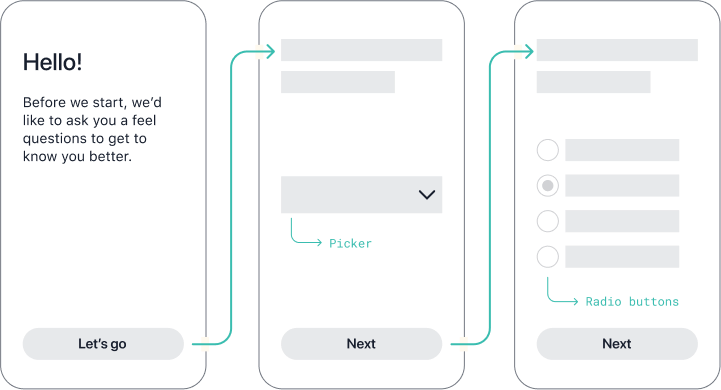 Hello!
Before we start, we’d
like to ask you a feel
questions to get to
know you better.
Let’s go
Picker
Next
Radio buttons
Next